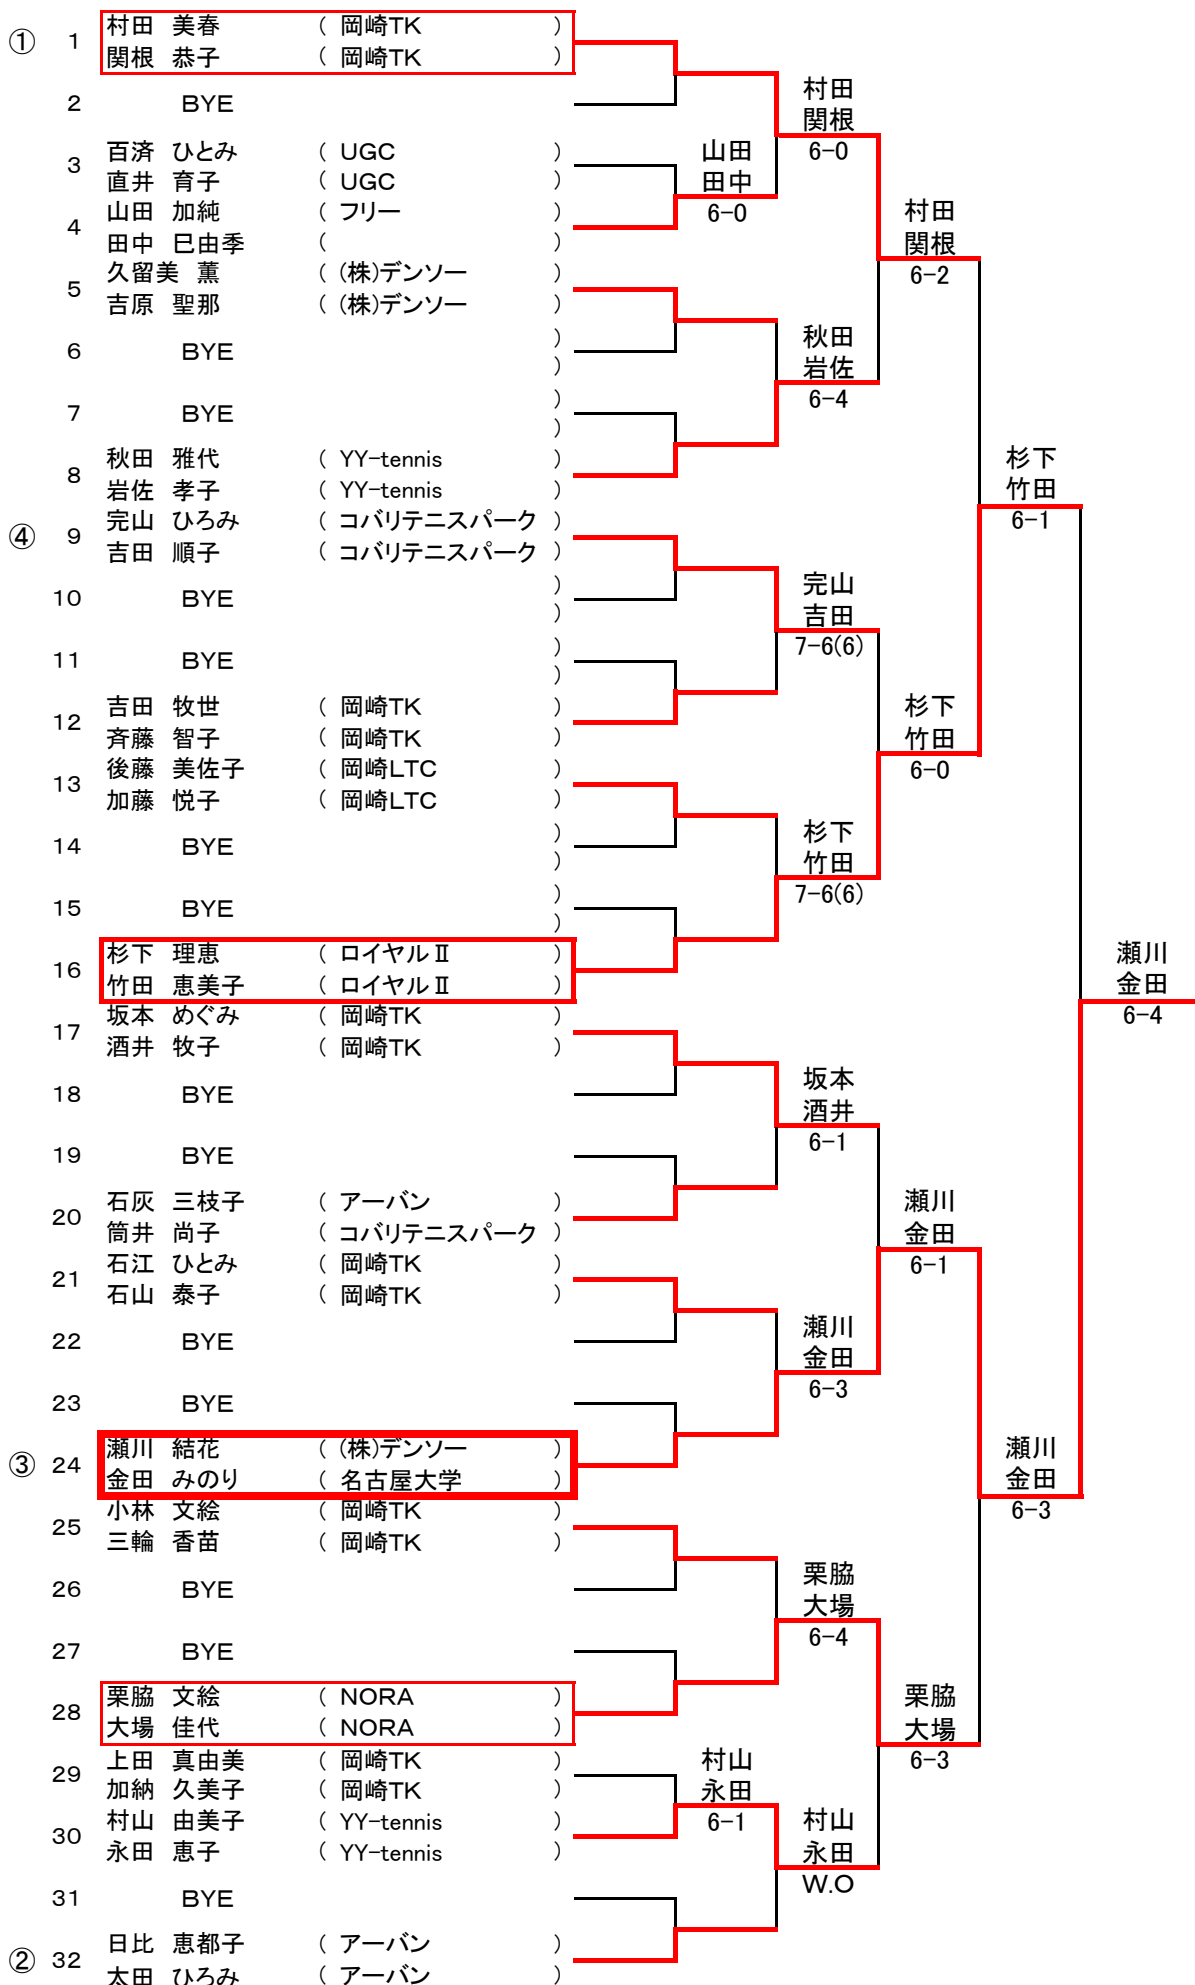 ① 1 村田 美春 ( 岡崎TK )
関根 恭子 ( 岡崎TK )
2 BYE
3 百済 ひとみ ( UGC )
直井 育子 ( UGC )
4 山田 加純 ( フリー )
田中 巳由季 ( )
5 久留美 薫 ( (株)デンソー )
吉原 聖那 ( (株)デンソー )
6 BYE )
)
7 BYE )
)
8 秋田 雅代 ( YY-tennis )
岩佐 孝子 ( YY-tennis )
④ 9 完山 ひろみ ( コバリテニスパーク )
吉田 順子 ( コバリテニスパーク )
10 BYE )
)
11 BYE )
)
12 吉田 牧世 ( 岡崎TK )
斉藤 智子 ( 岡崎TK )
13 後藤 美佐子 ( 岡崎LTC )
加藤 悦子 ( 岡崎LTC )
14 BYE )
)
15 BYE )
)
16 杉下 理恵 ( ロイヤルⅡ )
竹田 恵美子 ( ロイヤルⅡ )
17 坂本 めぐみ ( 岡崎TK )
酒井 牧子 ( 岡崎TK )
18 BYE
19 BYE
20 石灰 三枝子 ( アーバン )
筒井 尚子 ( コバリテニスパーク )
21 石江 ひとみ ( 岡崎TK )
石山 泰子 ( 岡崎TK )
22 BYE
23 BYE
③ 24 瀬川 結花 ( (株)デンソー )
金田 みのり ( 名古屋大学 )
25 小林 文絵 ( 岡崎TK )
三輪 香苗 ( 岡崎TK )
26 BYE
27 BYE
28 栗脇 文絵 ( NORA )
大場 佳代 ( NORA )
29 上田 真由美 ( 岡崎TK )
加納 久美子 ( 岡崎TK )
30 村山 由美子 ( YY-tennis )
永田 恵子 ( YY-tennis )
31 BYE
② 32 日比 恵都子 ( アーバン )
太田 ひろみ ( アーバン )
山田
田中
6-0
村山
永田
6-1
村田
関根
6-0
秋田
岩佐
6-4
完山
吉田
7-6(6)
杉下
竹田
7-6(6)
坂本
酒井
6-1
瀬川
金田
6-3
栗脇
大場
6-4
村山
永田
W.O
村田
関根
6-2
杉下
竹田
6-0
瀬川
金田
6-1
栗脇
大場
6-3
杉下
竹田
6-1
瀬川
金田
6-3
瀬川
金田
6-4